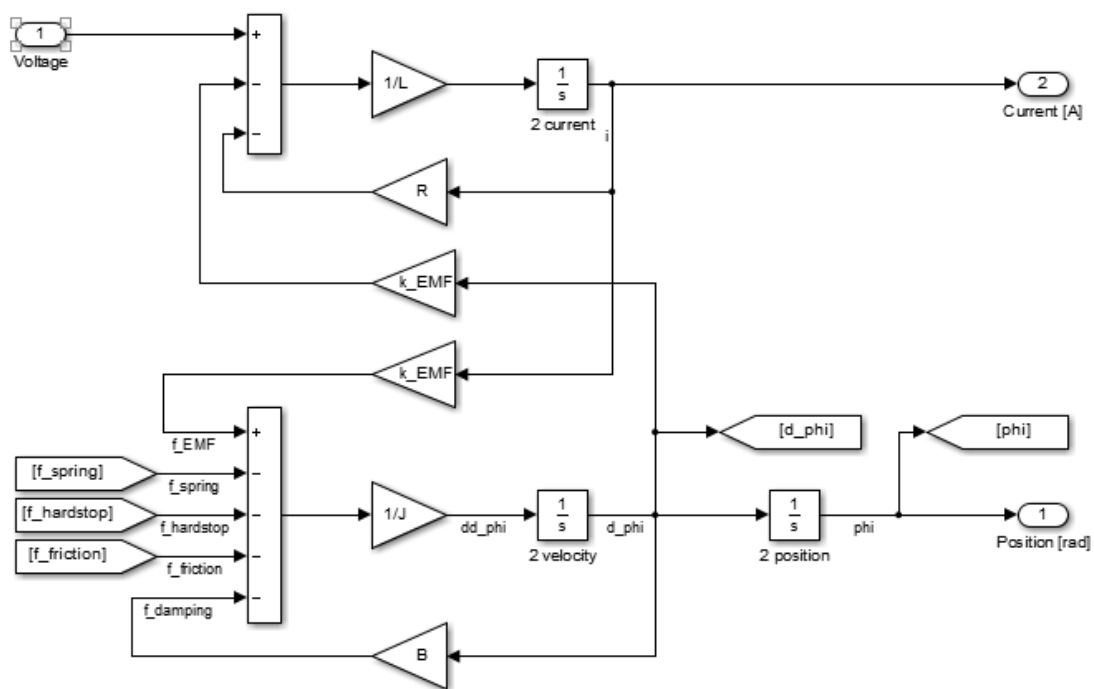 1
Voltage
+
−
−
1/L
1
s
2 current
i
2
Current [A]
R
k_EMF
k_EMF
f_EMF
+
[f_spring]
f_spring
−
[f_hardstop]
f_hardstop
−
[f_friction]
f_friction
−
f_damping
−
1/J
dd_phi
1
s
2 velocity
d_phi
[d_phi]
1
s
2 position
phi
[phi]
1
Position [rad]
B